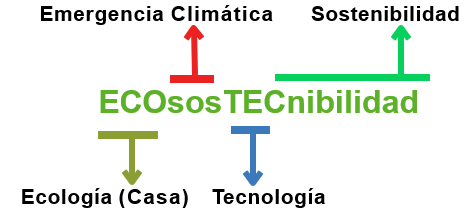 Emergencia Climática Sostenibilidad
ECOsosTECnibilidad
Ecología (Casa) Tecnología